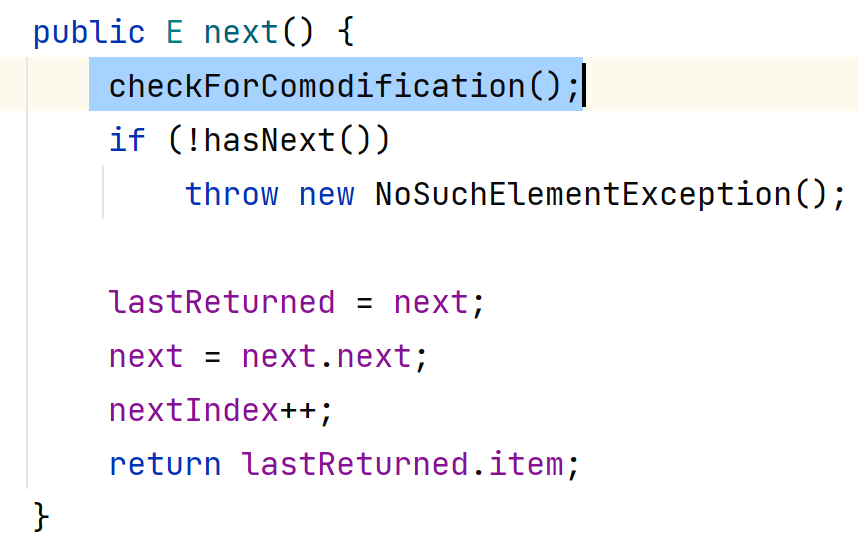 public E next() {
checkForComodification();
if (!hasNext())
throw new NoSuchElementException();
lastReturned = next;
next = next.next;
nextIndex++;
return lastReturned.item;
}